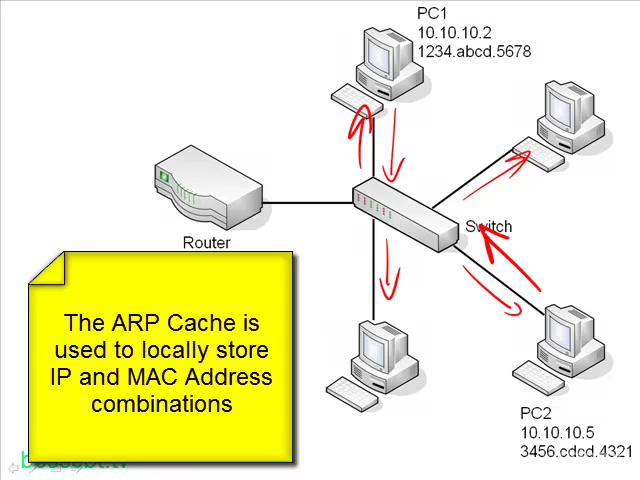 PC1
10.10.10.2
1234.abcd.5678
Switch
Router
The ARP Cache is
used to locally store
IP and MAC Address
combinations
PC2
10.10.10.5
3456.cdcd.4321